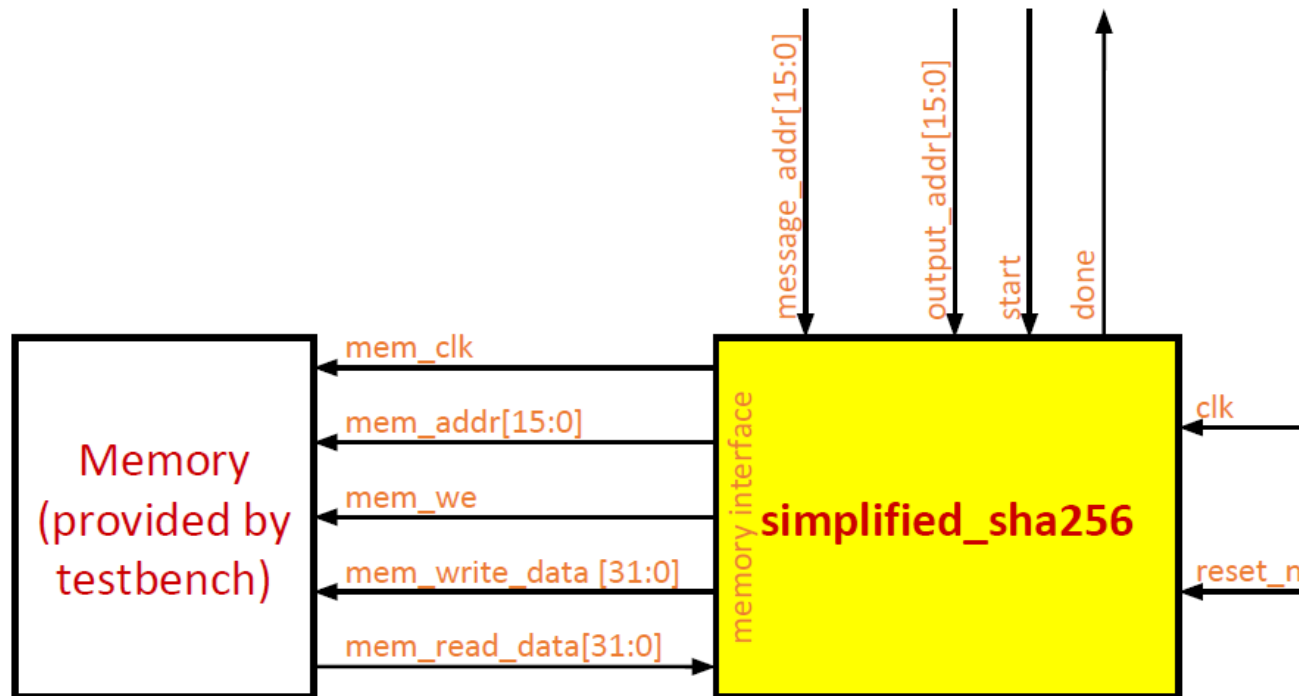 message_addr[15:0]
output_addr[15:0]
start
done
mem_clk
mem_addr[15:0]
mem_we
mem_write_data [31:0]
mem_read_data[31:0]
Memory
(provided by
testbench)
memory interface
simplified_sha256
clk
reset_n